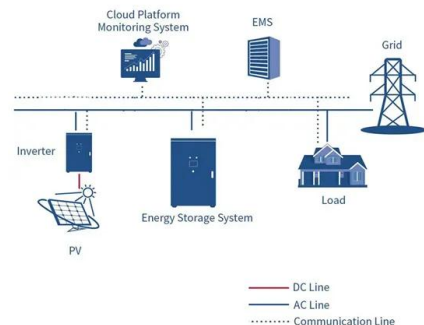 Cloud Platform
Monitoring System
EMS
Grid
Inverter
Energy Storage System
Load
PV
DC Line
AC Line
Communication Line